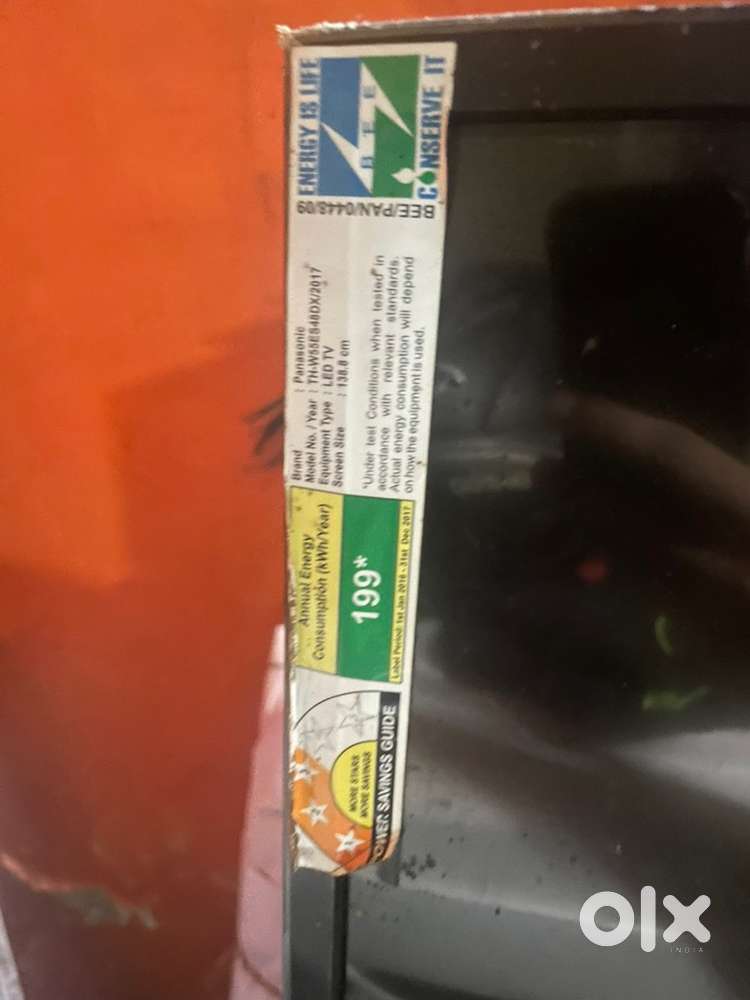 POWER SAVINGS GUIDE
MORE STARS
MORE SAVINGS
Annual Energy
Consumption (kWh/Year)
199*
Label Period: 1st Jan 2016 - 31st Dec 2017
Brand : Panasonic
Model No. / Year : TH-W55ES48DX/2017
Equipment Type : LED TV
Screen Size : 138.8 cm
*Under test Conditions when tested in
accordance with relevant standards.
Actual energy consumption will depend
on how the equipment is used.
ENERGY IS LIFE
BEE
CONSERVE IT
BEE/PAN/0448/09
olx
INDIA